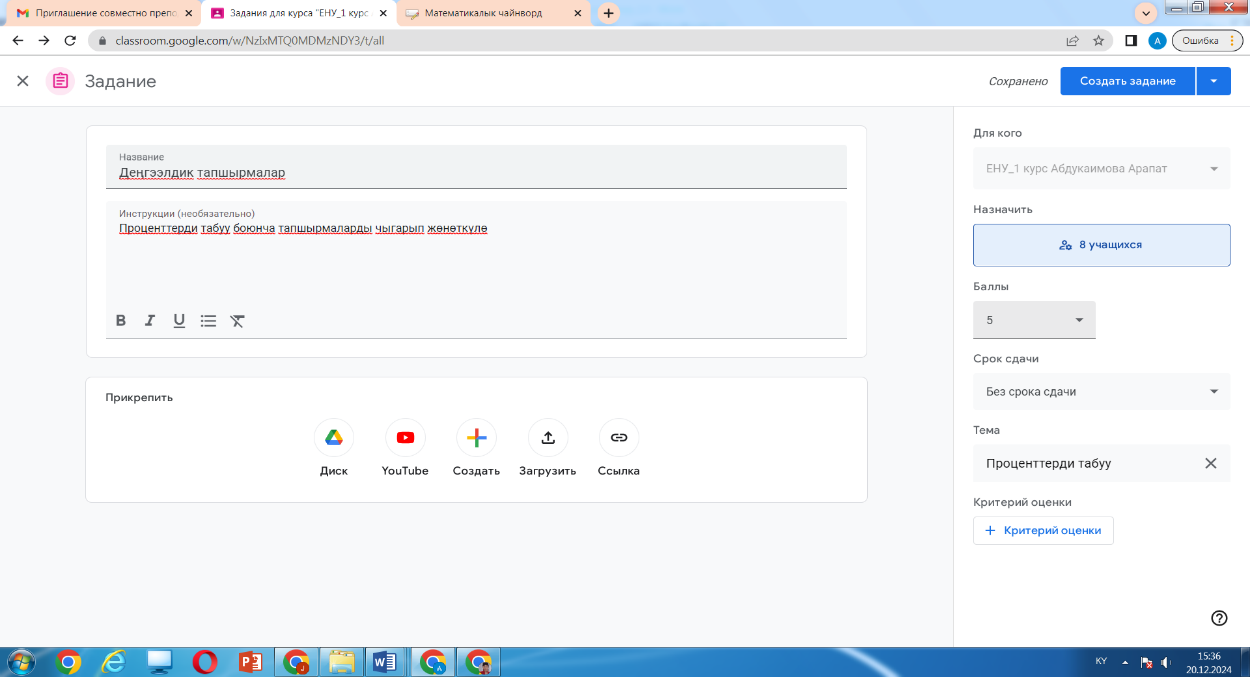 Приглашение совместно препо
Задания для курса "ЕНУ_1 курс
Математикалык чайнворд
classroom.google.com/w/NzIxMTQ0MDMzNDY3/t/all
А
Ошибка
Задание
Сохранено
Создать задание
Название
Деңгээлдик тапшырмалар
Инструкции (необязательно)
Проценттерди табуу боюнча тапшырмаларды чыгарып жөнөткүлө
B I U
Прикрепить
Диск
YouTube
Создать
Загрузить
Ссылка
Для кого
ЕНУ_1 курс Абдукаимова Арапат
Назначить
8 учащихся
Баллы
5
Срок сдачи
Без срока сдачи
Тема
Проценттерди табуу
Критерий оценки
+ Критерий оценки
KY
15:36
20.12.2024